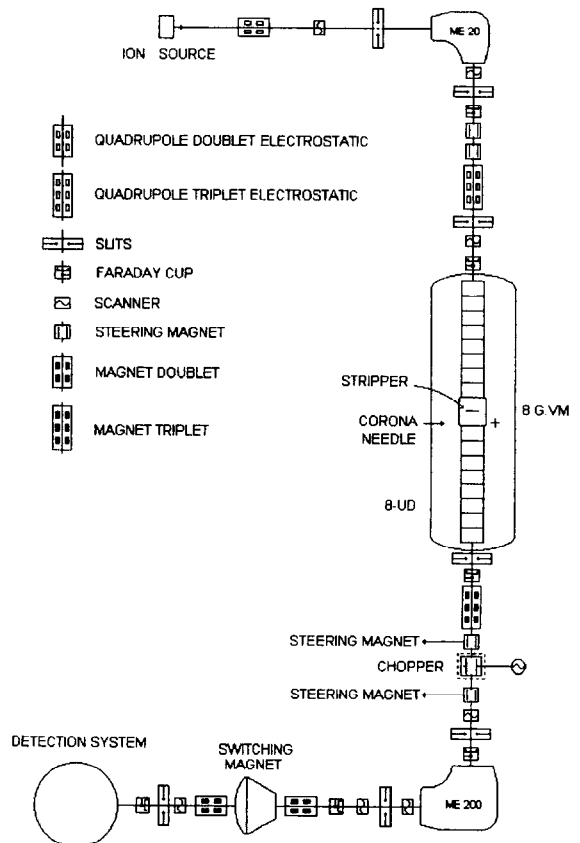 ION SOURCE
ME 20
QUADRUPOLE DOUBLET ELECTROSTATIC
QUADRUPOLE TRIPLET ELECTROSTATIC
SLITS
FARADAY CUP
SCANNER
STEERING MAGNET
MAGNET DOUBLET
MAGNET TRIPLET
STRIPPER
CORONA
NEEDLE
+
8 G.VM
8-UD
STEERING MAGNET
CHOPPER
STEERING MAGNET
DETECTION SYSTEM
SWITCHING
MAGNET
ME 200